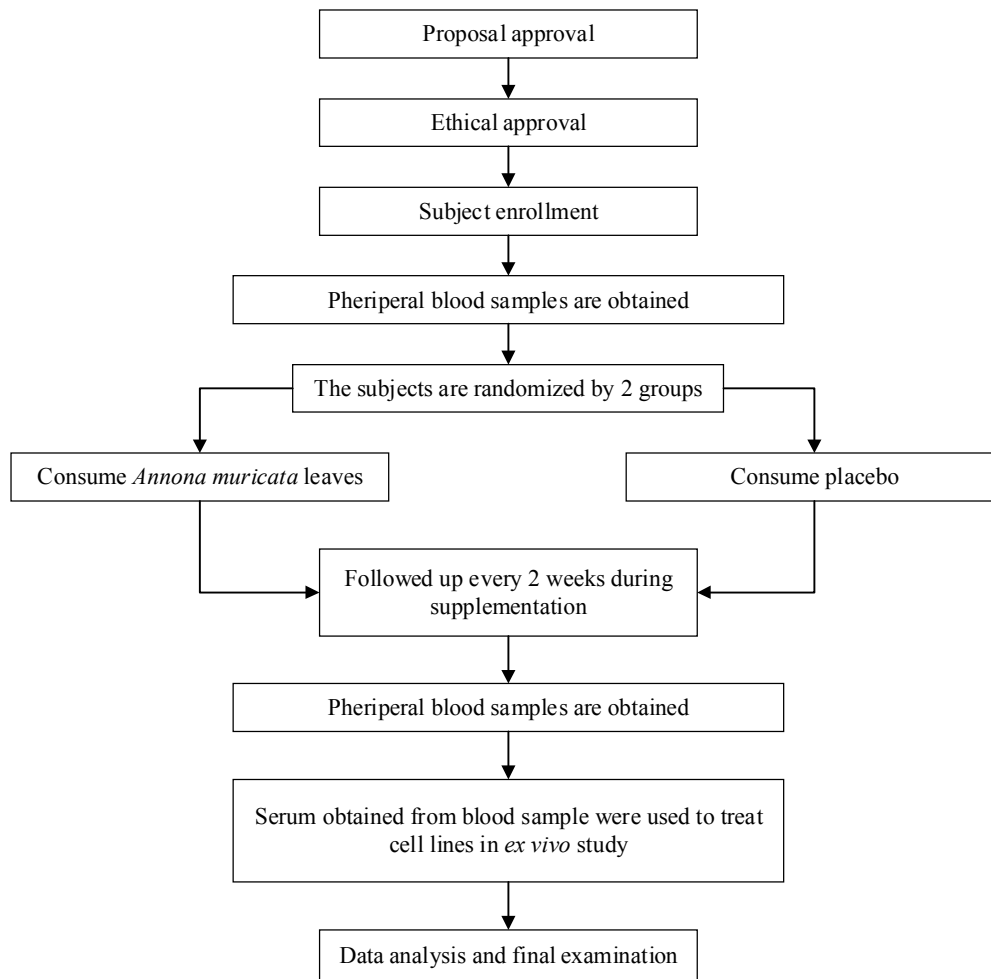 Proposal approval
Ethical approval
Subject enrollment
Pheriperal blood samples are obtained
The subjects are randomized by 2 groups
Consume Annona muricata leaves
Consume placebo
Followed up every 2 weeks during
supplementation
Pheriperal blood samples are obtained
Serum obtained from blood sample were used to treat
cell lines in ex vivo study
Data analysis and final examination